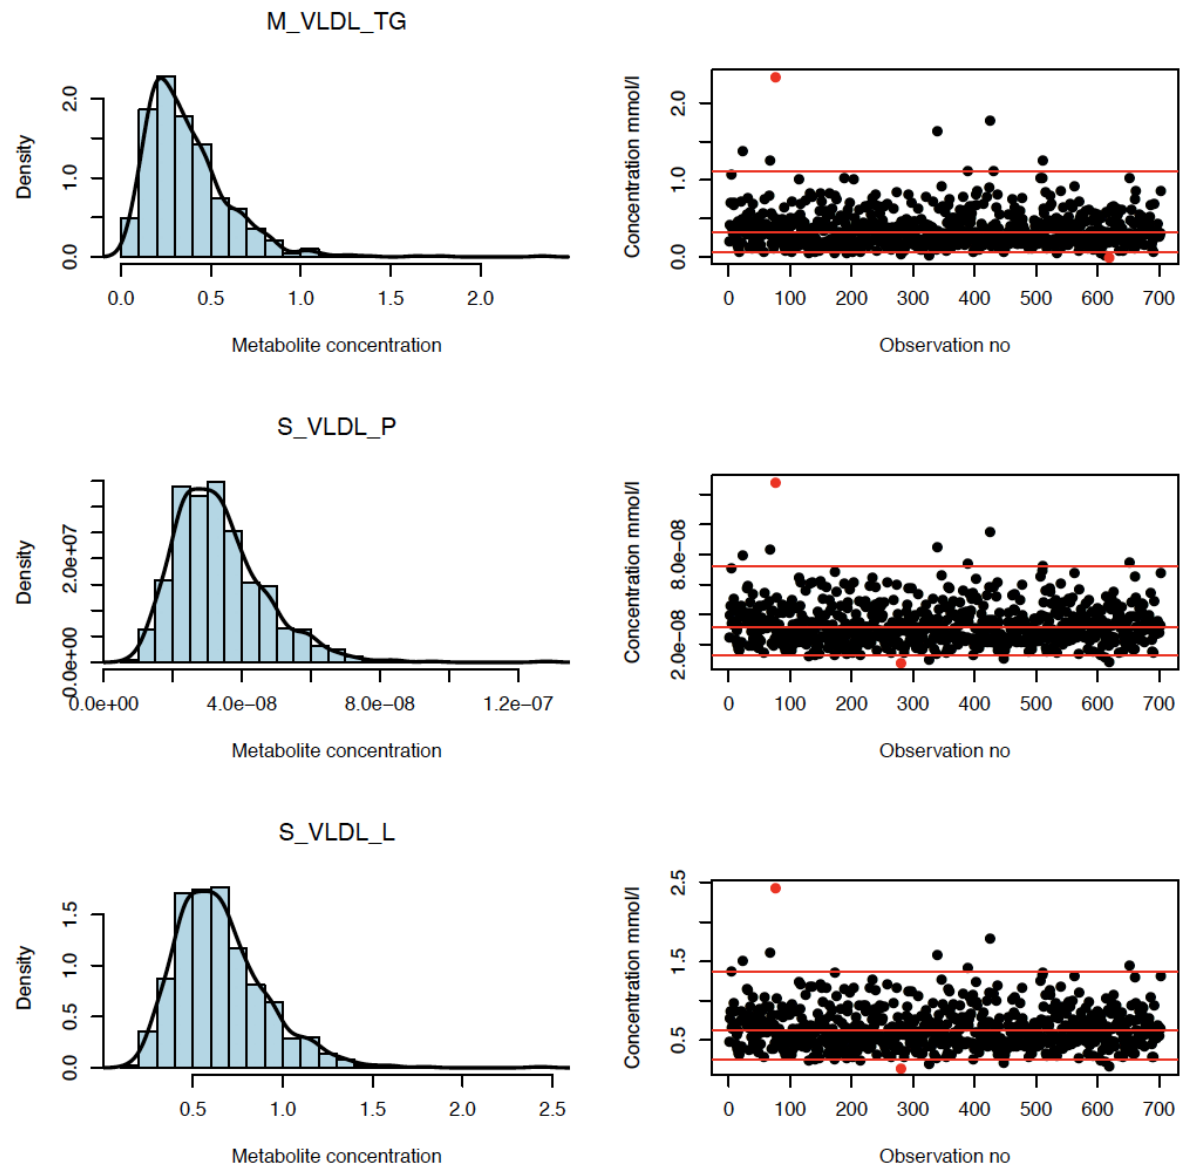 M_VLDL_TG
Density
0.0 1.0 2.0
0.0 0.5 1.0 1.5 2.0
Metabolite concentration
Concentration mmol/l
0.0 1.0 2.0
0 100 200 300 400 500 600 700
Observation no
S_VLDL_P
Density
0.0e+00 2.0e+07
0.0e+00 4.0e−08 8.0e−08 1.2e−07
Metabolite concentration
Concentration mmol/l
2.0e−08 8.0e−08
0 100 200 300 400 500 600 700
Observation no
S_VLDL_L
Density
0.0 0.5 1.0 1.5
0.5 1.0 1.5 2.0 2.5
Metabolite concentration
Concentration mmol/l
0.5 1.5 2.5
0 100 200 300 400 500 600 700
Observation no